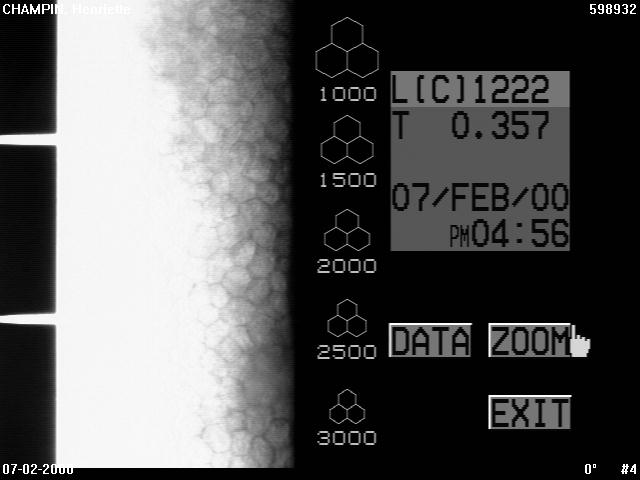 CHAMPIN, Henriette
598932
1000
1500
2000
2500
3000
L(C)1222
T 0.357
07/FEB/00
PM04:56
DATA ZOOM
EXIT
07-02-2000
0° #4